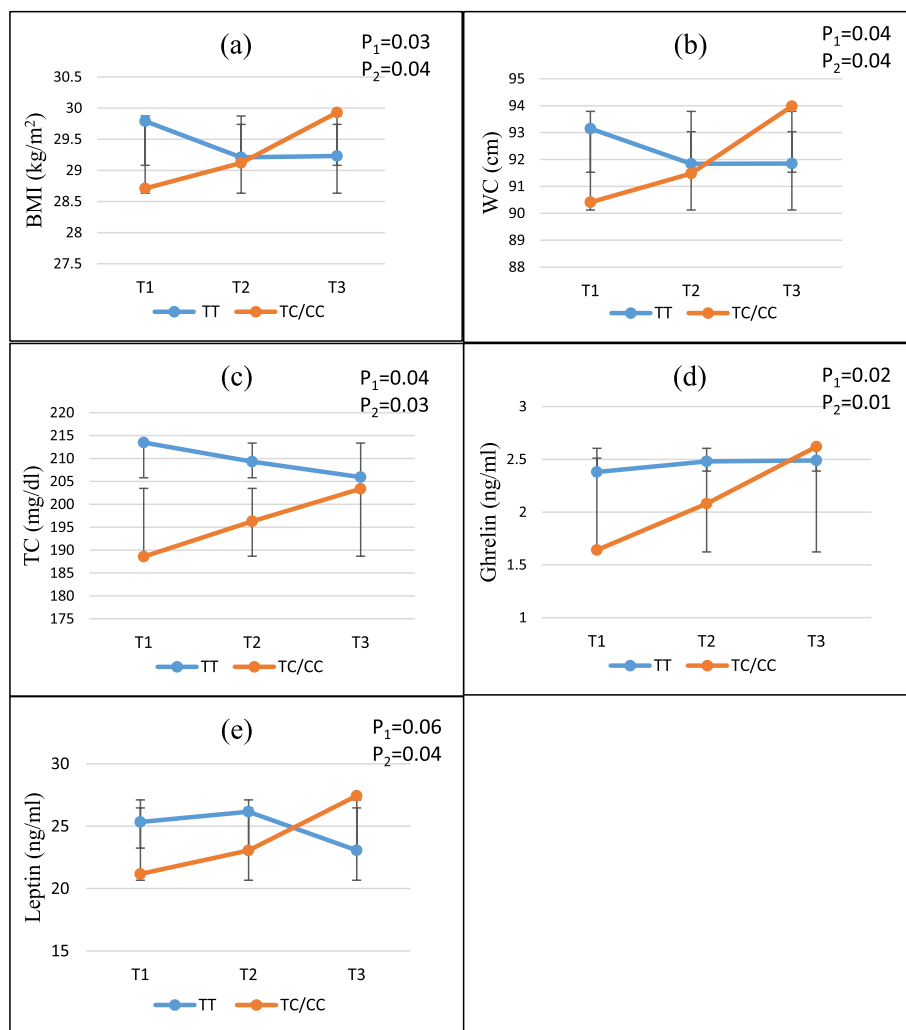 (a)
P1=0.03
P2=0.04
BMI (kg/m²)
30.5
30
29.5
29
28.5
28
27.5
T1 T2 T3
TT TC/CC
(b)
P1=0.04
P2=0.04
WC (cm)
95
94
93
92
91
90
89
88
T1 T2 T3
TT TC/CC
(c)
P1=0.04
P2=0.03
TC (mg/dl)
220
215
210
205
200
195
190
185
180
175
T1 T2 T3
TT TC/CC
(d)
P1=0.02
P2=0.01
Ghrelin (ng/ml)
3
2.5
2
1.5
1
T1 T2 T3
TT TC/CC
(e)
P1=0.06
P2=0.04
Leptin (ng/ml)
30
25
20
15
T1 T2 T3
TT TC/CC